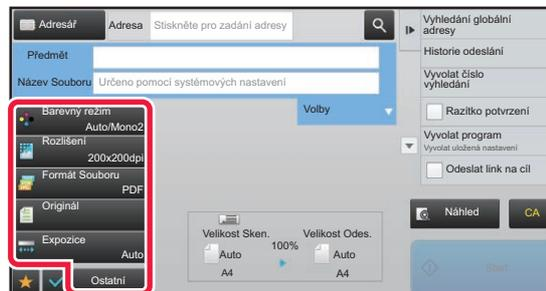 Adresář
Adresa
Stiskněte pro zadání adresy
Předmět
Název Souboru
Určeno pomocí systémových nastavení
Barevný režim
Auto/Mono2
Rozlišení
200x200dpi
Formát Souboru
PDF
Originál
Expozice
Auto
Ostatní
Volby
Velikost Sken.
100%
Velikost Odes.
Auto
Auto
A4
A4
Vyhledání globální
adresy
Historie odeslání
Vyvolat číslo
vyhledání
Razítko potvrzení
Vyvolat program
Vyvolat uložená nastavení
Odeslat link na cíl
Náhled
CA
Start